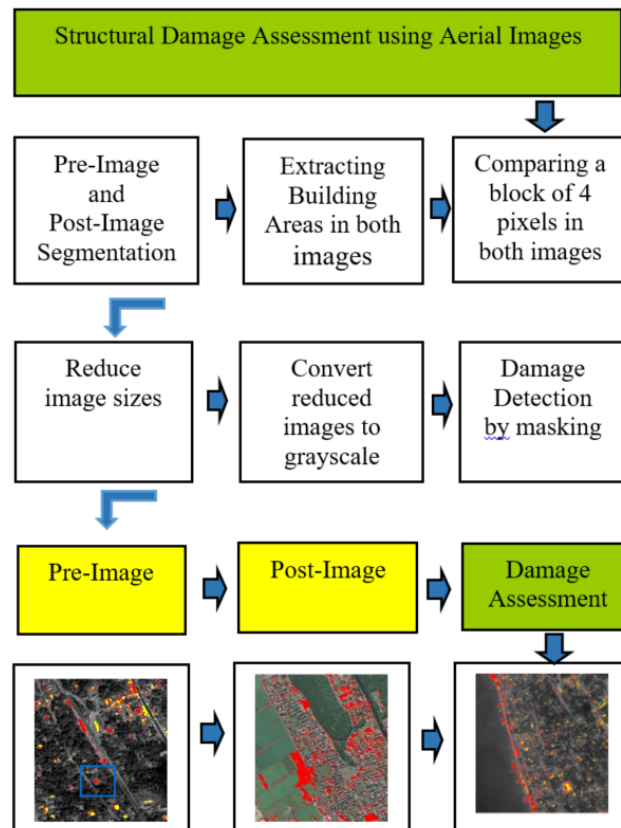 Structural Damage Assessment using Aerial Images
Pre-Image
and
Post-Image
Segmentation
Extracting
Building
Areas in both
images
Comparing a
block of 4
pixels in
both images
Reduce
image sizes
Convert
reduced
images to
grayscale
Damage
Detection
by masking
Pre-Image
Post-Image
Damage
Assessment